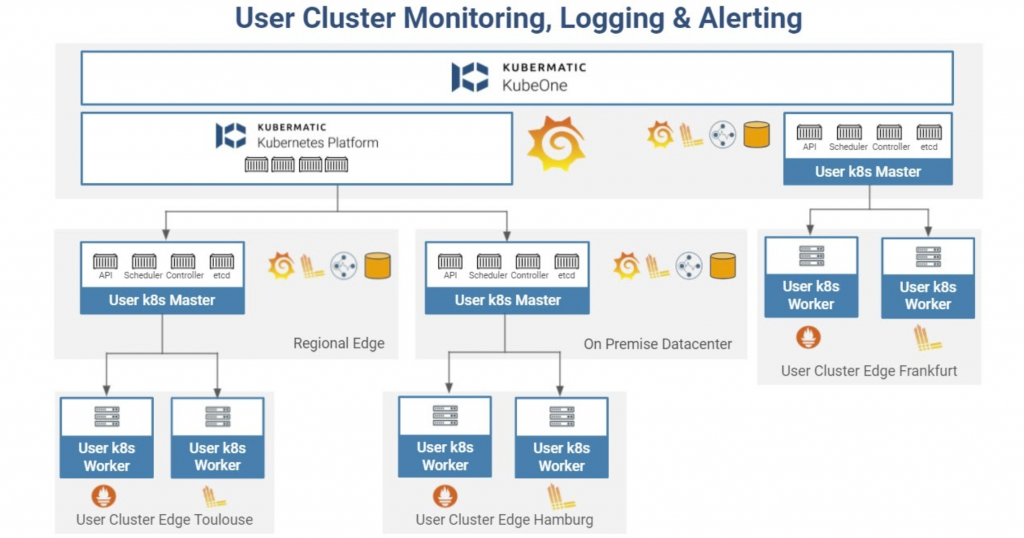 User Cluster Monitoring, Logging & Alerting
KUBERMATIC
KubeOne
KUBERMATIC
Kubernetes Platform
API Scheduler Controller etcd
User k8s Master
API Scheduler Controller etcd
User k8s Master
Regional Edge
API Scheduler Controller etcd
User k8s Master
On Premise Datacenter
User k8s
Worker
User k8s
Worker
User Cluster Edge Frankfurt
User k8s
Worker
User k8s
Worker
User Cluster Edge Toulouse
User k8s
Worker
User k8s
Worker
User Cluster Edge Hamburg